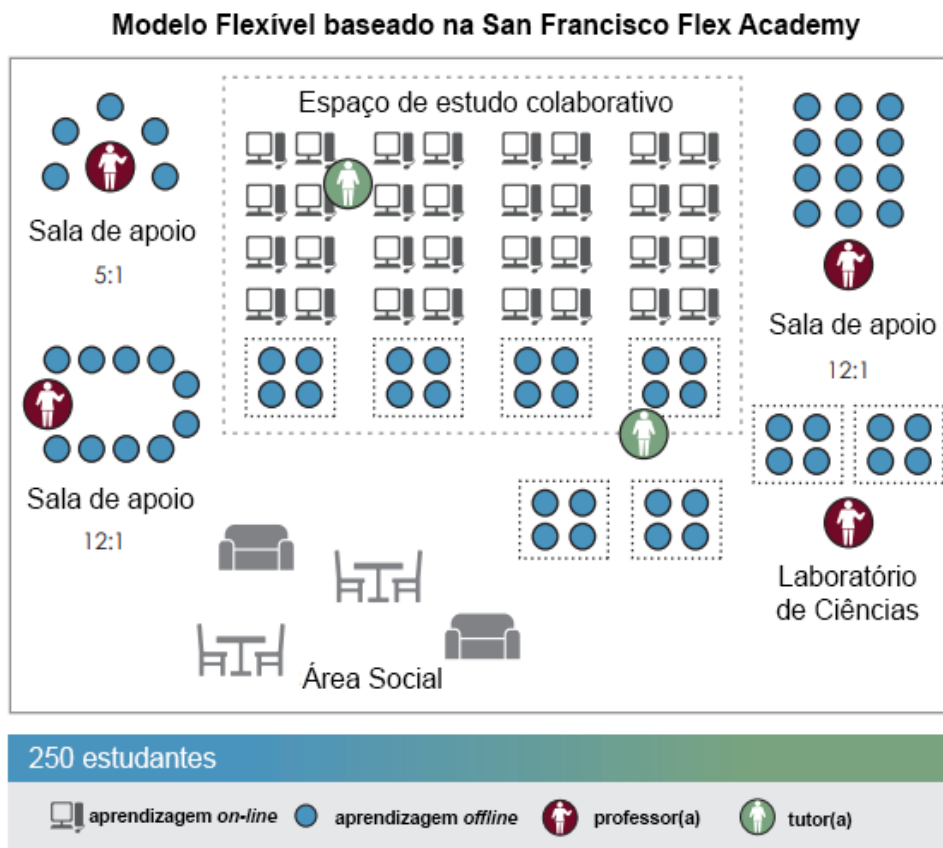 Modelo Flexível baseado na San Francisco Flex Academy
Espaço de estudo colaborativo
Sala de apoio
5:1
Sala de apoio
12:1
Sala de apoio
12:1
Laboratório
de Ciências
Área Social
250 estudantes
aprendizagem on-line
aprendizagem offline
professor(a)
tutor(a)